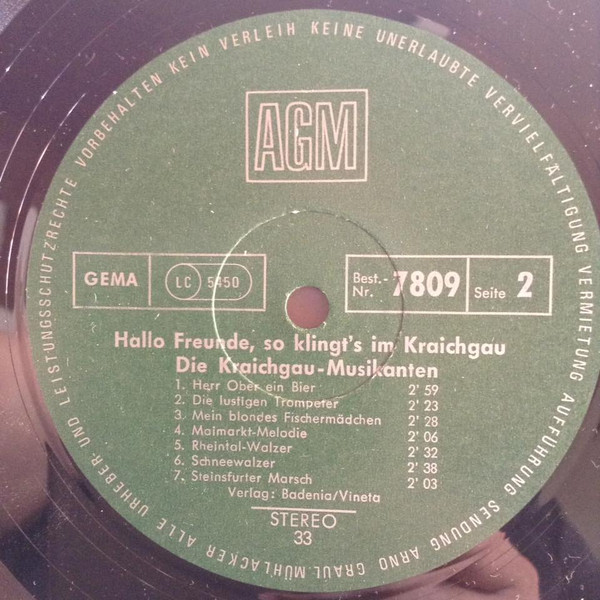 ALLE URHEBER- UND LEISTUNGSSCHUTZRECHTE VORBEHALTEN KEIN VERLEIH KEINE UNERLAUBTE VERVIELFÄLTIGUNG VERMIETUNG AUFFÜHRUNG SENDUNG ARNO GRAUL MÜHLACKER
AGM
GEMA LC 5450
Best.-Nr. 7809 Seite 2
Hallo Freunde, so klingt's im Kraichgau
Die Kraichgau-Musikanten
1. Herr Ober ein Bier 2' 59
2. Die lustigen Trompeter 2' 23
3. Mein blondes Fischermädchen 2' 28
4. Maimarkt-Melodie 2' 06
5. Rheintal-Walzer 2' 32
6. Schneewalzer 2' 38
7. Steinsfurter Marsch 2' 03
Verlag: Badenia/Vineta
STEREO
33